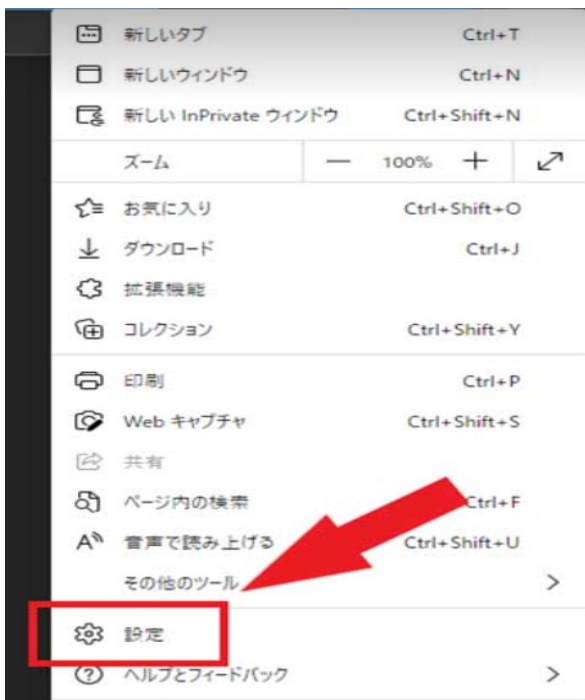 新しいタブ Ctrl+T
新しいウィンドウ Ctrl+N
新しい InPrivate ウィンドウ Ctrl+Shift+N
ズーム — 100% +
お気に入り Ctrl+Shift+O
ダウンロード Ctrl+J
拡張機能
コレクション Ctrl+Shift+Y
印刷 Ctrl+P
Web キャプチャ Ctrl+Shift+S
共有
ページ内の検索 Ctrl+F
音声で読み上げる Ctrl+Shift+U
その他のツール >
設定
ヘルプとフィードバック >